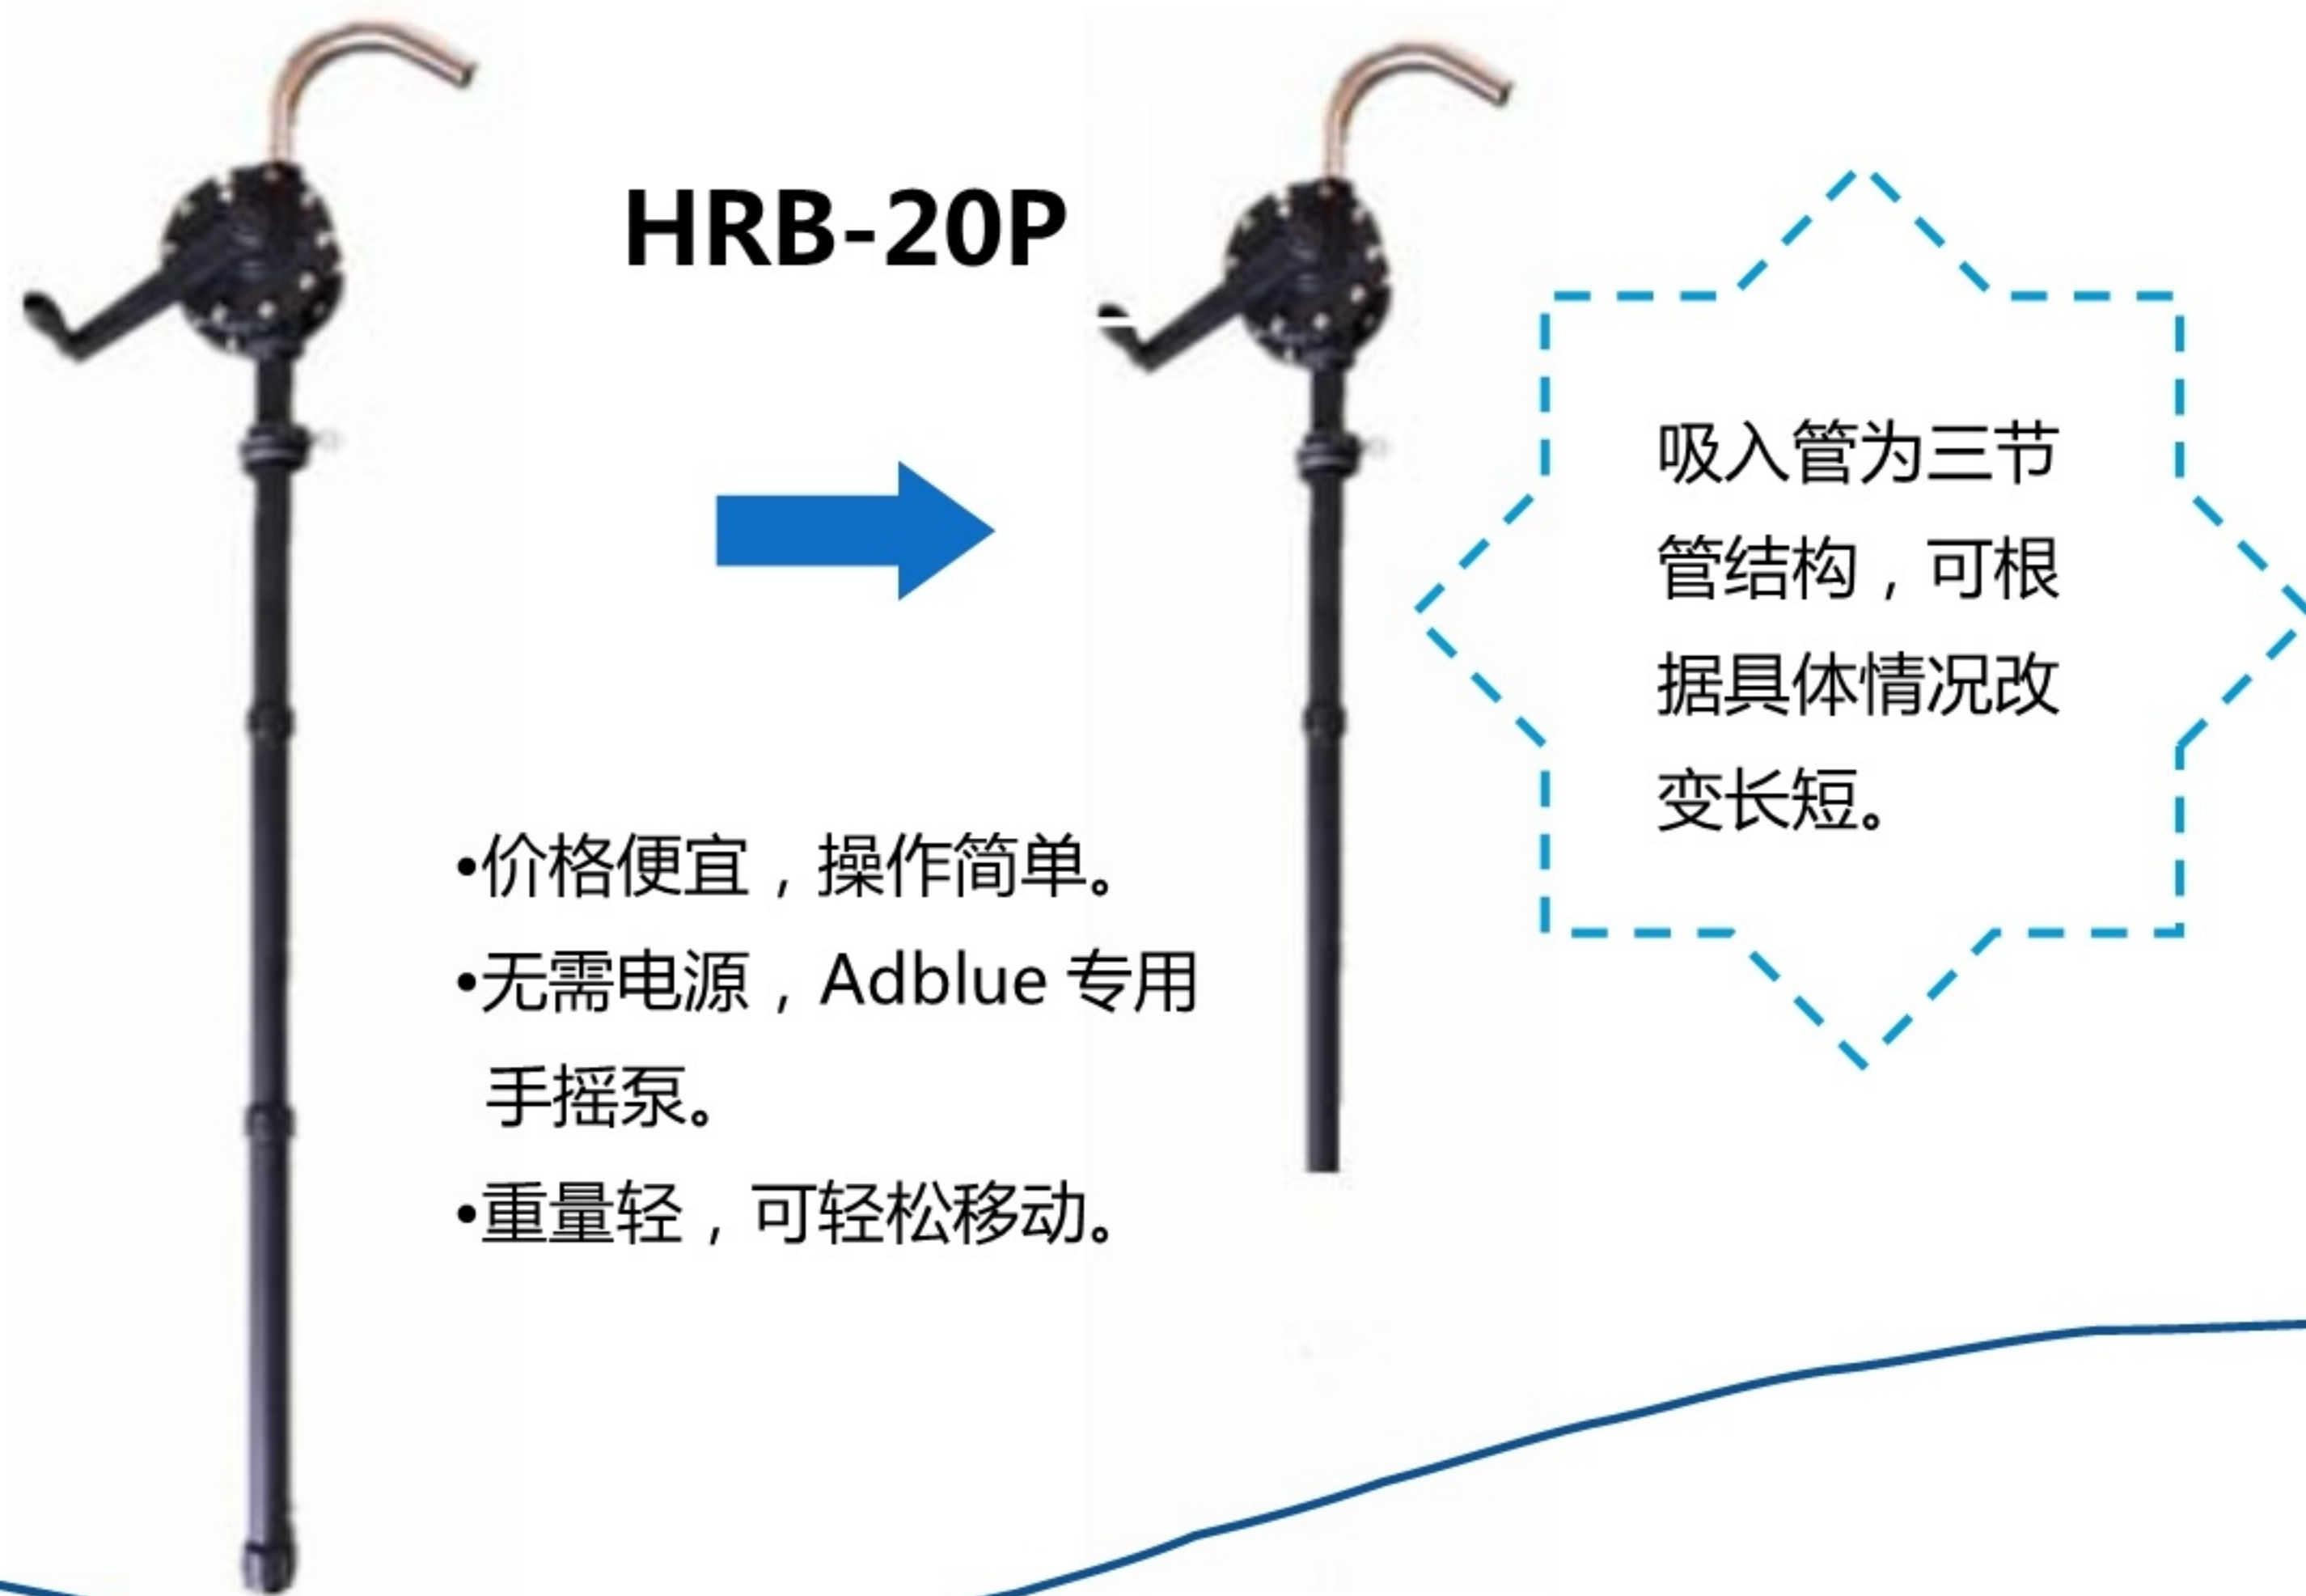 HRB-20P
吸入管为三节
管结构，可根
据具体情况改
变长短。
•价格便宜，操作简单。
•无需电源，Adblue 专用
手摇泵。
•重量轻，可轻松移动。